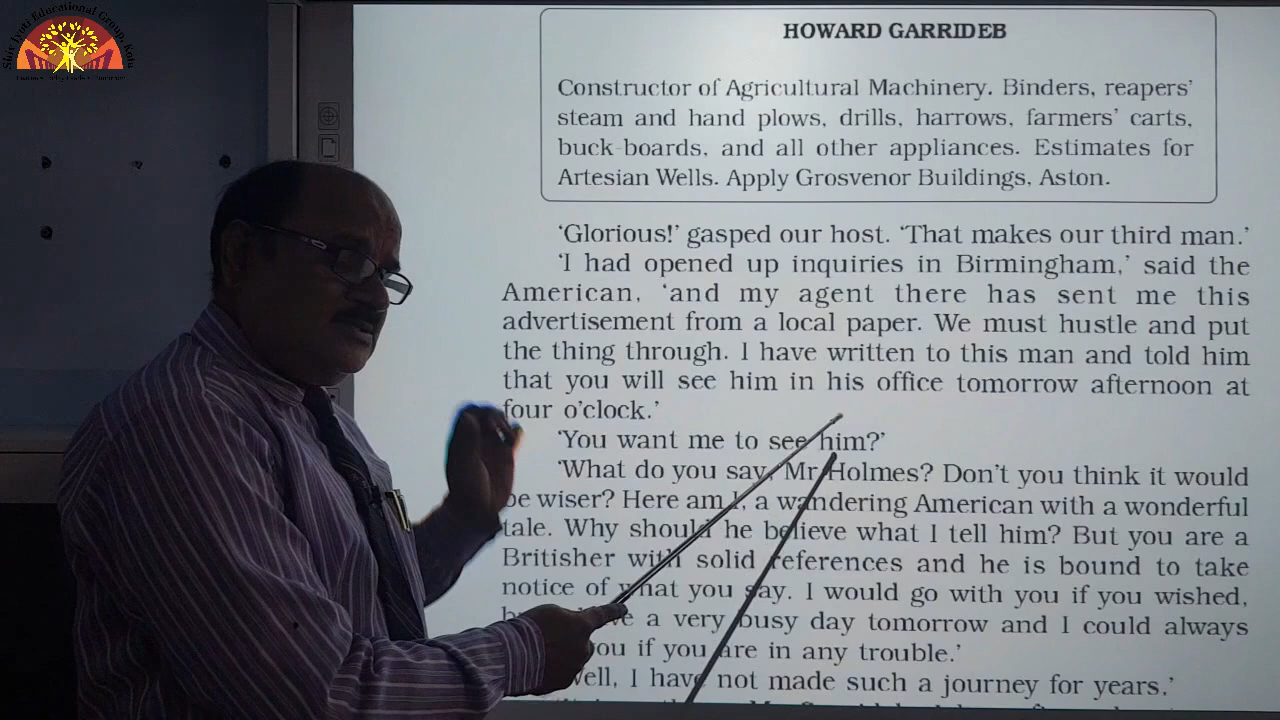 Shiv Jyoti Educational Group, Kota
HOWARD GARRIDEB
Constructor of Agricultural Machinery. Binders, reapers'
steam and hand plows, drills, harrows, farmers' carts,
buck-boards, and all other appliances. Estimates for
Artesian Wells. Apply Grosvenor Buildings, Aston.
'Glorious!' gasped our host. 'That makes our third man.'
'I had opened up inquiries in Birmingham,' said the
American, 'and my agent there has sent me this
advertisement from a local paper. We must hustle and put
the thing through. I have written to this man and told him
that you will see him in his office tomorrow afternoon at
four o'clock.'
'You want me to see him?'
'What do you say, Mr Holmes? Don't you think it would
be wiser? Here am I, a wandering American with a wonderful
tale. Why should he believe what I tell him? But you are a
Britisher with solid references and he is bound to take
notice of what you say. I would go with you if you wished,
a very busy day tomorrow and I could always
you if you are in any trouble.'
well, I have not made such a journey for years.'